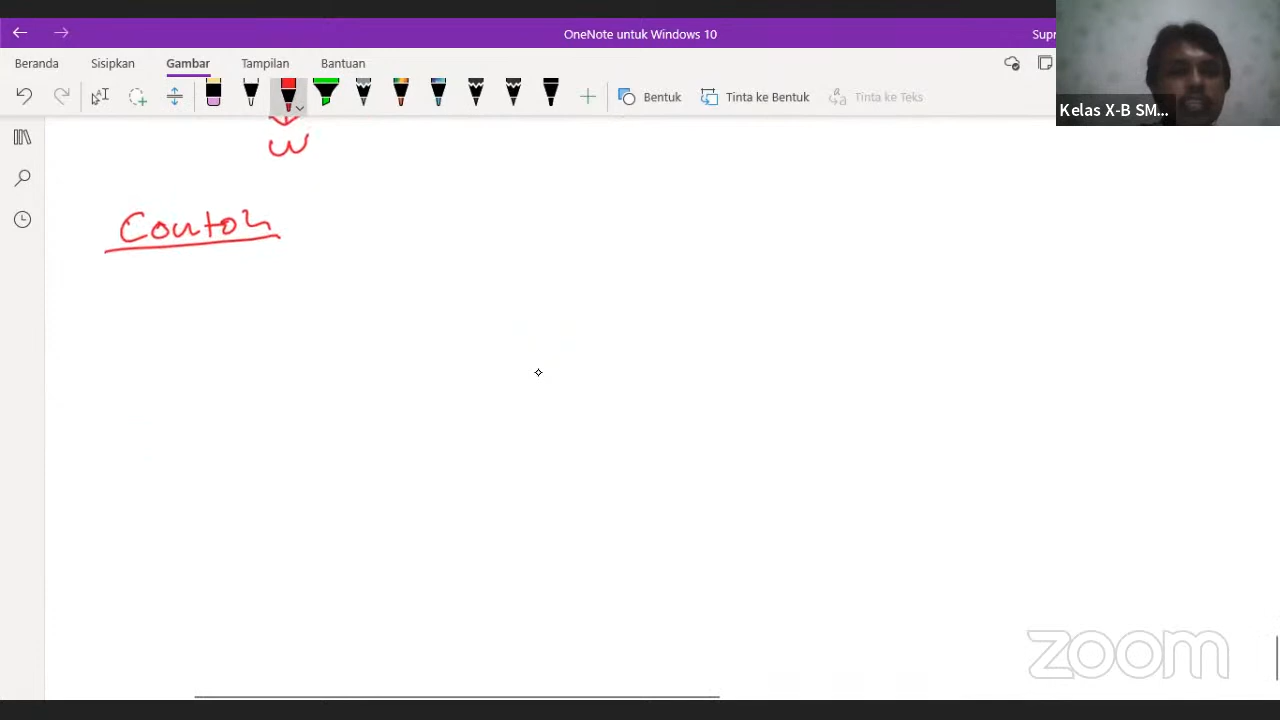 OneNote untuk Windows 10
Supr
Beranda Sisipkan Gambar Tampilan Bantuan
Bentuk Tinta ke Bentuk Tinta ke Teks
Kelas X-B SM...
w
Contoh
zoom